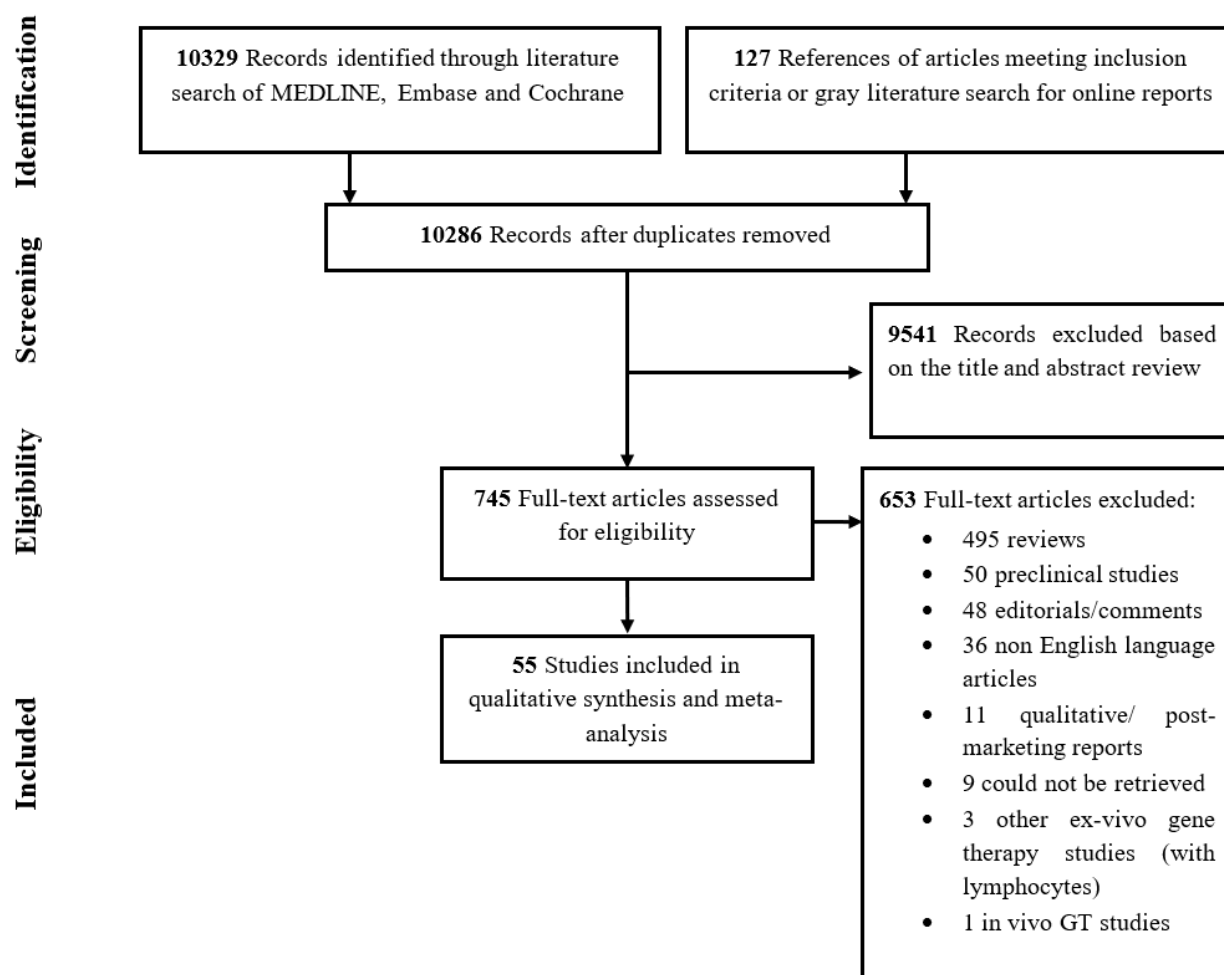 Identification
10329 Records identified through literature
search of MEDLINE, Embase and Cochrane
127 References of articles meeting inclusion
criteria or gray literature search for online reports
Screening
10286 Records after duplicates removed
9541 Records excluded based
on the title and abstract review
Eligibility
745 Full-text articles assessed
for eligibility
653 Full-text articles excluded:
• 495 reviews
• 50 preclinical studies
• 48 editorials/comments
• 36 non English language
articles
• 11 qualitative/ post-
marketing reports
• 9 could not be retrieved
• 3 other ex-vivo gene
therapy studies (with
lymphocytes)
• 1 in vivo GT studies
Included
55 Studies included in
qualitative synthesis and meta-
analysis